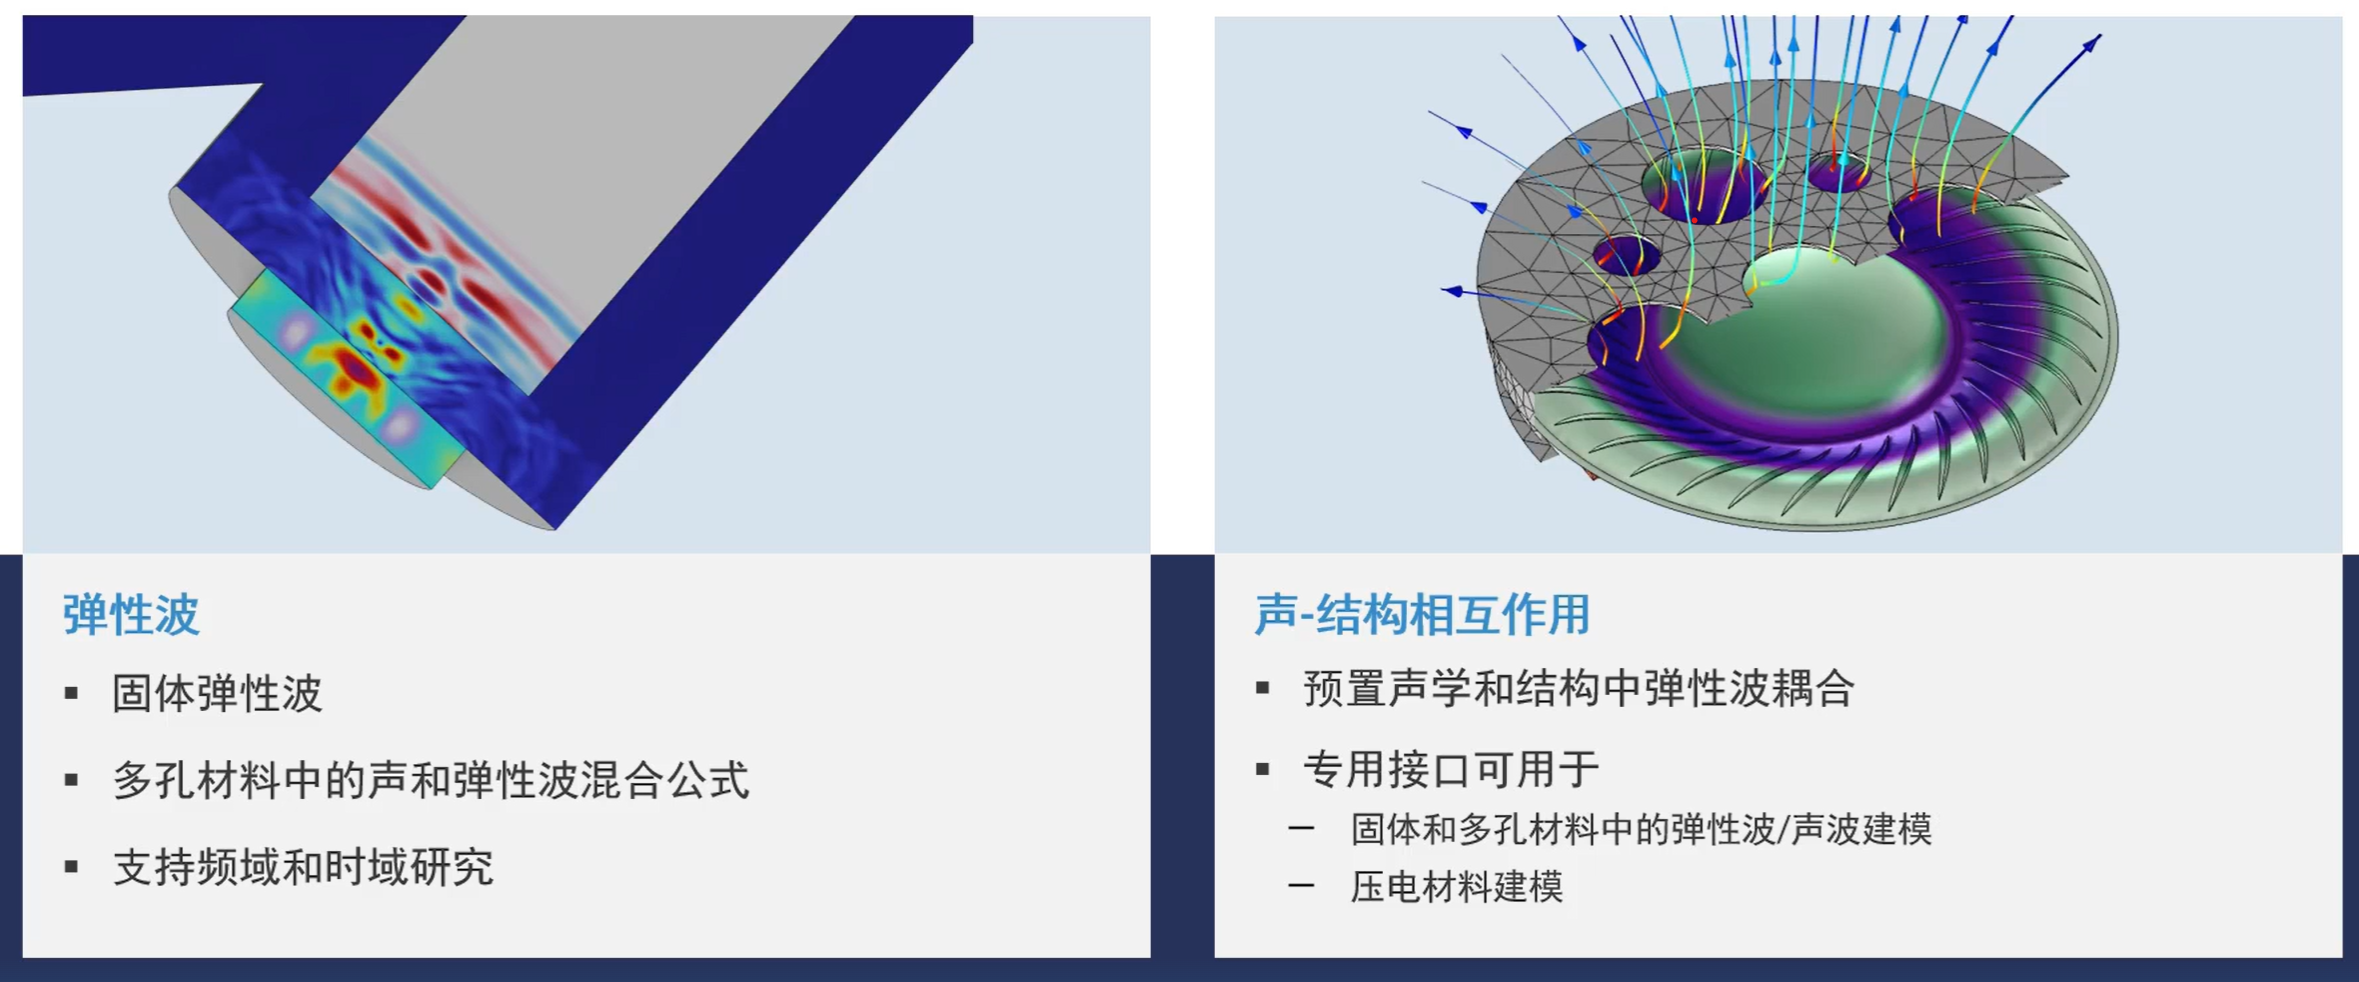 弹性波
▪ 固体弹性波
▪ 多孔材料中的声和弹性波混合公式
▪ 支持频域和时域研究
声-结构相互作用
▪ 预置声学和结构中弹性波耦合
▪ 专用接口可用于
— 固体和多孔材料中的弹性波/声波建模
— 压电材料建模